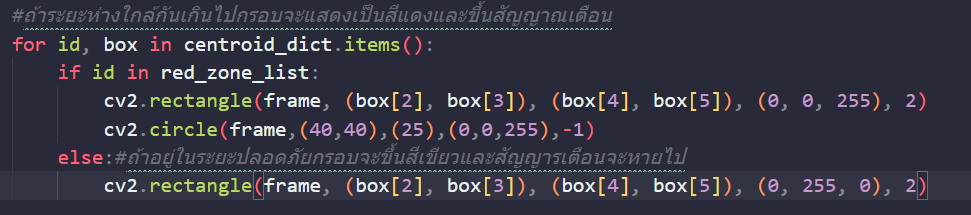 #ถ้าระยะห่างใกล้กันเกินไปกรอบจะแสดงเป็นสีแดงและขึ้นสัญญาณเตือน
for id, box in centroid_dict.items():
    if id in red_zone_list:
        cv2.rectangle(frame, (box[2], box[3]), (box[4], box[5]), (0, 0, 255), 2)
        cv2.circle(frame,(40,40),(25),(0,0,255),-1)
    else:#ถ้าอยู่ในระยะปลอดภัยกรอบจะขึ้นสีเขียวและสัญญารเตือนจะหายไป
        cv2.rectangle(frame, (box[2], box[3]), (box[4], box[5]), (0, 255, 0), 2)